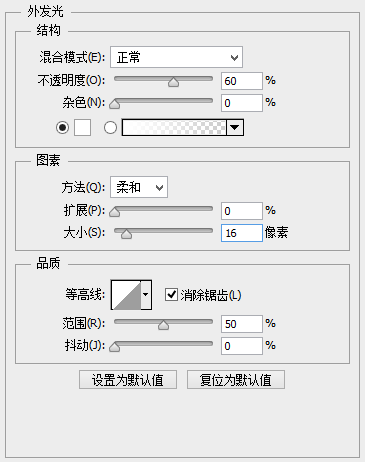 外发光
结构
混合模式(E): 正常
不透明度(O): 60 %
杂色(N): 0 %
图素
方法(Q): 柔和
扩展(P): 0 %
大小(S): 16 像素
品质
等高线: 消除锯齿(L)
范围(R): 50 %
抖动(J): 0 %
设置为默认值 复位为默认值